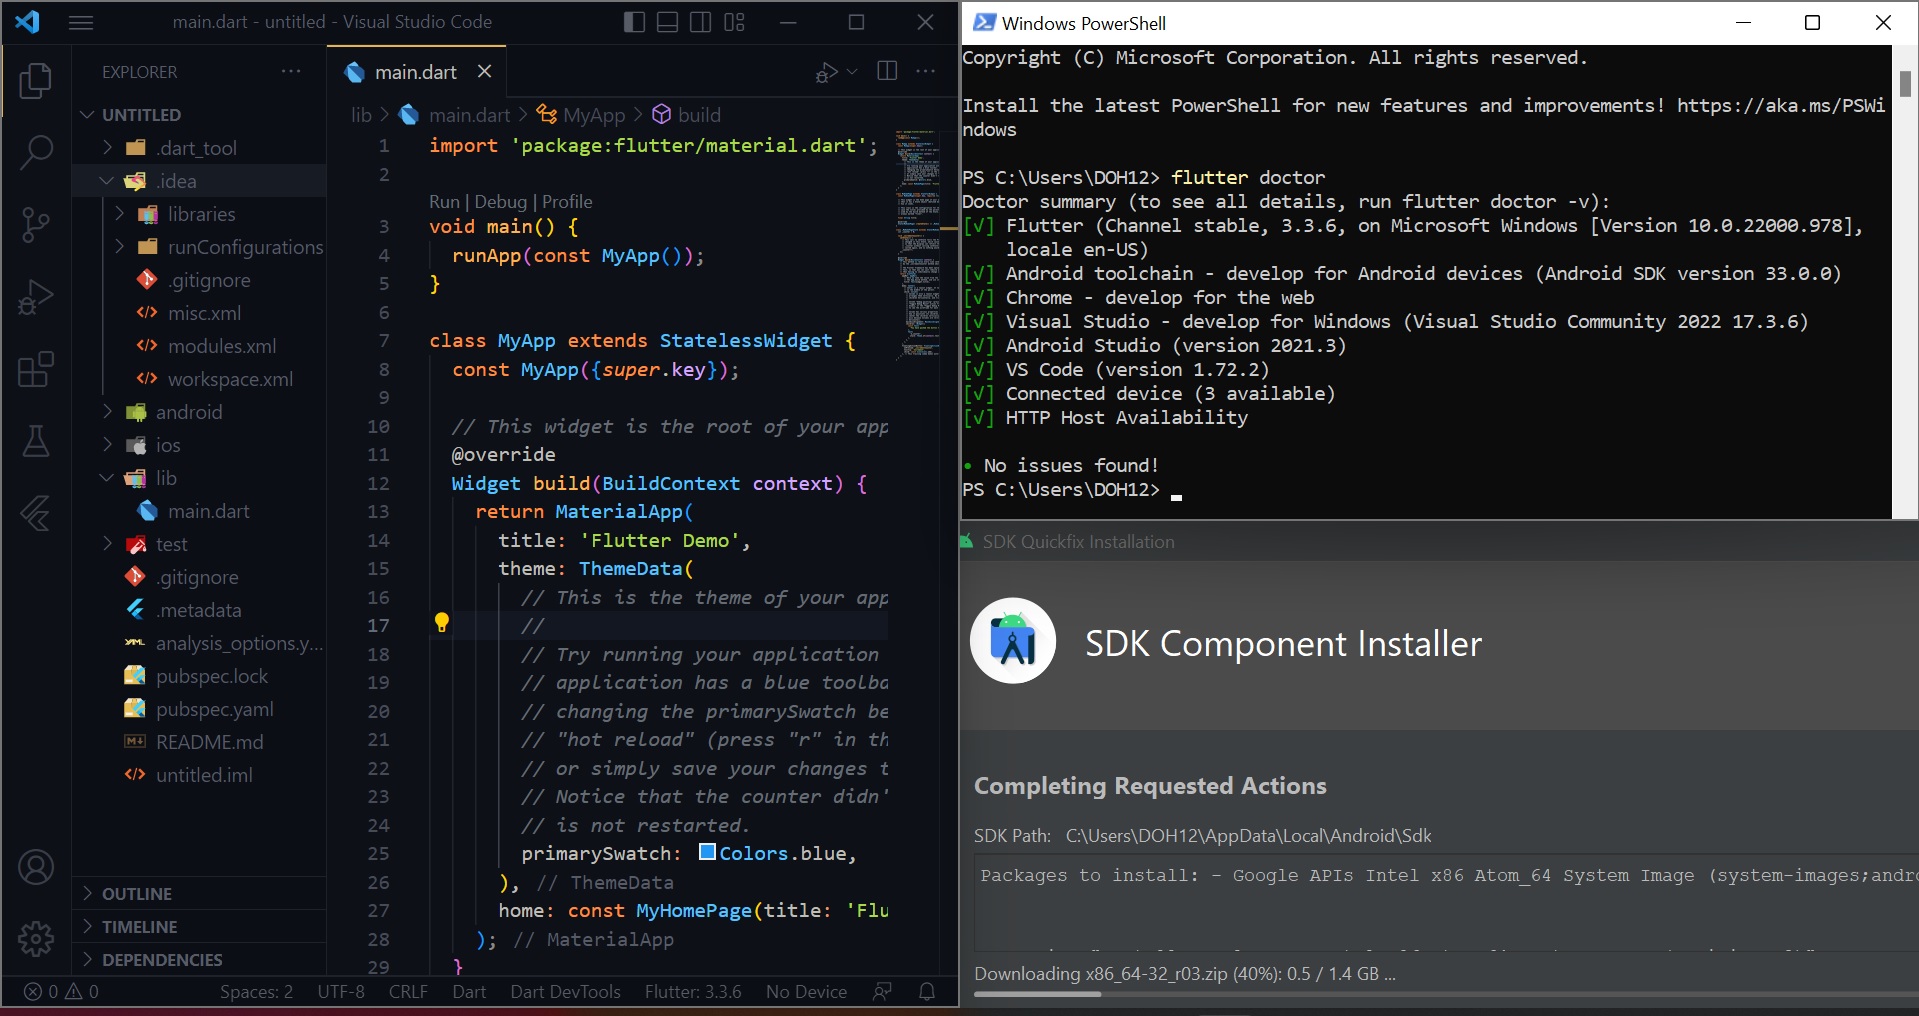 main.dart - untitled - Visual Studio Code
EXPLORER
UNTITLED
.dart_tool
.idea
libraries
runConfigurations
.gitignore
misc.xml
modules.xml
workspace.xml
android
ios
lib
main.dart
test
.gitignore
.metadata
analysis_options.y...
pubspec.lock
pubspec.yaml
README.md
untitled.iml
OUTLINE
TIMELINE
DEPENDENCIES
main.dart
lib > main.dart > MyApp > build
1 import 'package:flutter/material.dart';
2
Run | Debug | Profile
3 void main() {
4 runApp(const MyApp());
5 }
6
7 class MyApp extends StatelessWidget {
8 const MyApp({super.key});
9
10 // This widget is the root of your app
11 @override
12 Widget build(BuildContext context) {
13 return MaterialApp(
14 title: 'Flutter Demo',
15 theme: ThemeData(
16 // This is the theme of your app
17 //
18 // Try running your application
19 // application has a blue toolba
20 // changing the primarySwatch be
21 // "hot reload" (press "r" in th
22 // or simply save your changes t
23 // Notice that the counter didn'
24 // is not restarted.
25 primarySwatch: Colors.blue,
26 ), // ThemeData
27 home: const MyHomePage(title: 'Flu
28 ); // MaterialApp
29 }
0 0 Spaces: 2 UTF-8 CRLF Dart Dart DevTools Flutter: 3.3.6 No Device
Windows PowerShell
Copyright (C) Microsoft Corporation. All rights reserved.
Install the latest PowerShell for new features and improvements! https://aka.ms/PSWi
ndows
PS C:\Users\DOH12> flutter doctor
Doctor summary (to see all details, run flutter doctor -v):
[√] Flutter (Channel stable, 3.3.6, on Microsoft Windows [Version 10.0.22000.978],
locale en-US)
[√] Android toolchain - develop for Android devices (Android SDK version 33.0.0)
[√] Chrome - develop for the web
[√] Visual Studio - develop for Windows (Visual Studio Community 2022 17.3.6)
[√] Android Studio (version 2021.3)
[√] VS Code (version 1.72.2)
[√] Connected device (3 available)
[√] HTTP Host Availability
• No issues found!
PS C:\Users\DOH12>
SDK Quickfix Installation
SDK Component Installer
Completing Requested Actions
SDK Path: C:\Users\DOH12\AppData\Local\Android\Sdk
Packages to install: - Google APIs Intel x86 Atom_64 System Image (system-images;andro
Downloading x86_64-32_r03.zip (40%): 0.5 / 1.4 GB ...